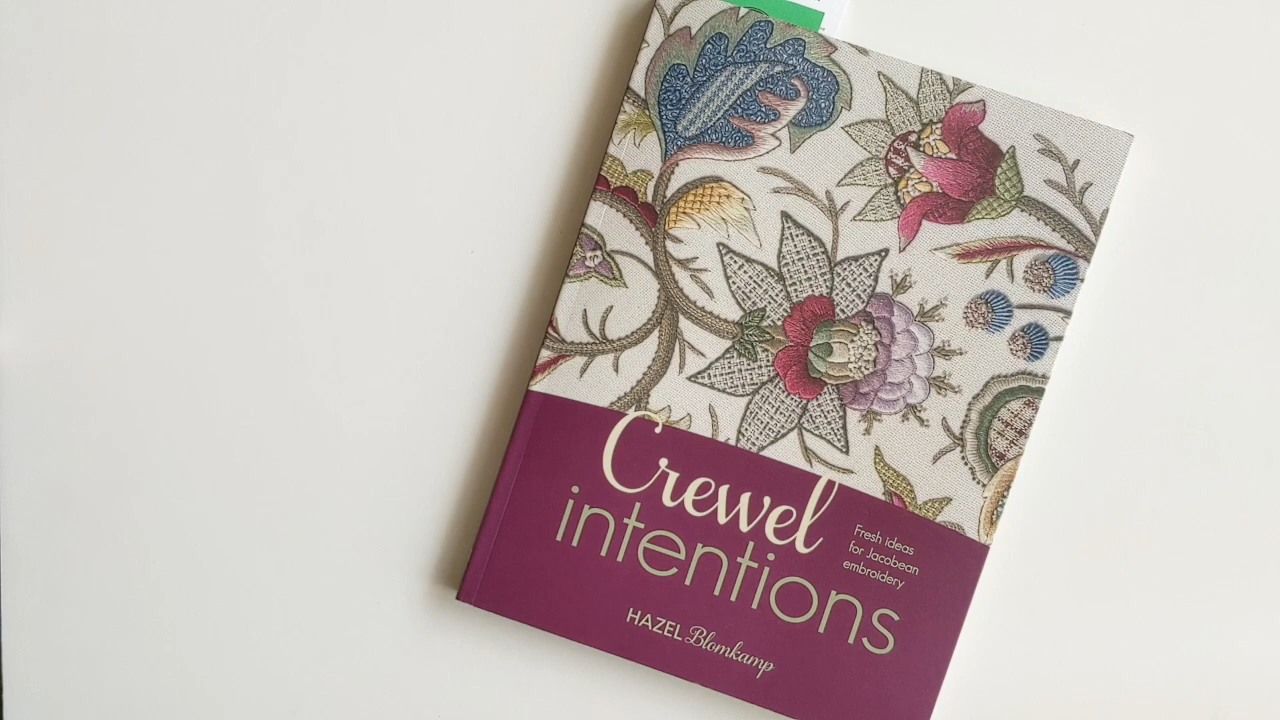 Crewel
intentions
Fresh ideas
for Jacobean
embroidery
HAZEL Blomkamp